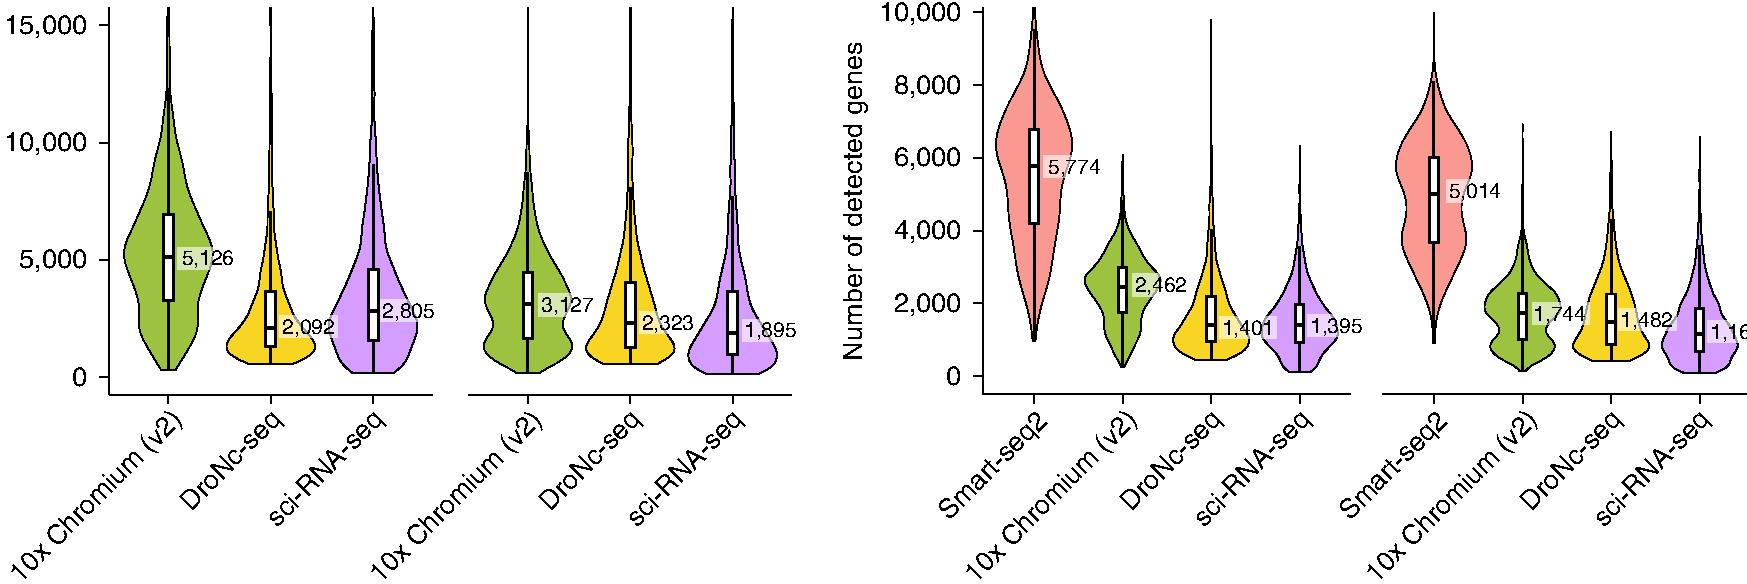 15,000
10,000
5,000
0
5,126
2,092
2,805
3,127
2,323
1,895
10x Chromium (v2)
DroNc-seq
sci-RNA-seq
10x Chromium (v2)
DroNc-seq
sci-RNA-seq
Number of detected genes
10,000
8,000
6,000
4,000
2,000
0
5,774
2,462
1,401
1,395
5,014
1,744
1,482
1,16
Smart-seq2
10x Chromium (v2)
DroNc-seq
sci-RNA-seq
Smart-seq2
10x Chromium (v2)
DroNc-seq
sci-RNA-seq